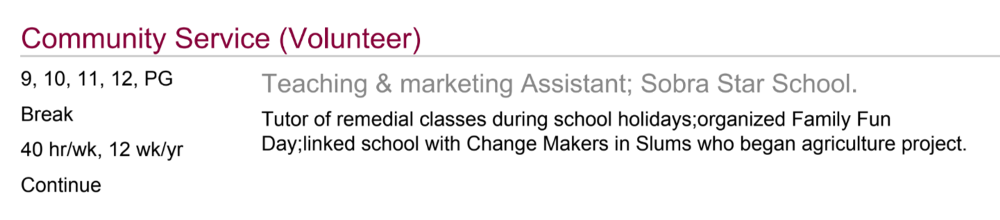 Community Service (Volunteer)
9, 10, 11, 12, PG
Break
40 hr/wk, 12 wk/yr
Continue
Teaching & marketing Assistant; Sobra Star School.
Tutor of remedial classes during school holidays;organized Family Fun
Day;linked school with Change Makers in Slums who began agriculture project.